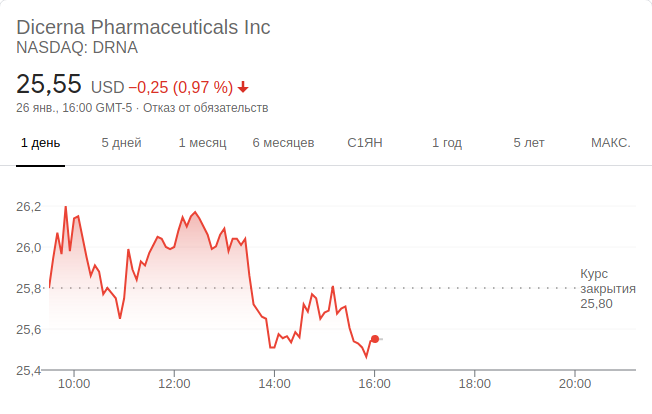 Dicerna Pharmaceuticals Inc
NASDAQ: DRNA
25,55 USD −0,25 (0,97 %)
26 янв., 16:00 GMT-5 · Отказ от обязательств
1 день 5 дней 1 месяц 6 месяцев С1ЯН 1 год 5 лет МАКС.
26,2
26,0
25,8
25,6
25,4
Курс
закрытия
25,80
10:00 12:00 14:00 16:00 18:00 20:00